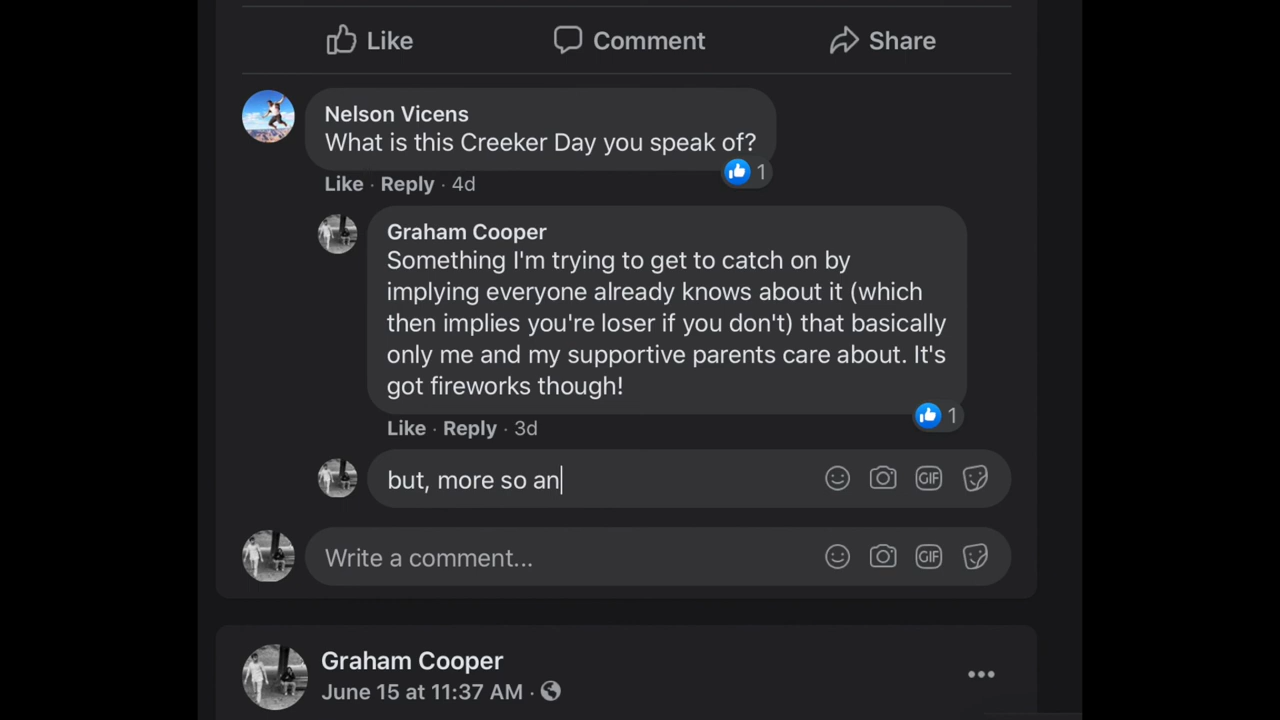 Like Comment Share
Nelson Vicens
What is this Creeker Day you speak of?
1
Like · Reply · 4d
Graham Cooper
Something I'm trying to get to catch on by
implying everyone already knows about it (which
then implies you're loser if you don't) that basically
only me and my supportive parents care about. It's
got fireworks though!
1
Like · Reply · 3d
but, more so an
GIF
Write a comment...
GIF
Graham Cooper
June 15 at 11:37 AM ·